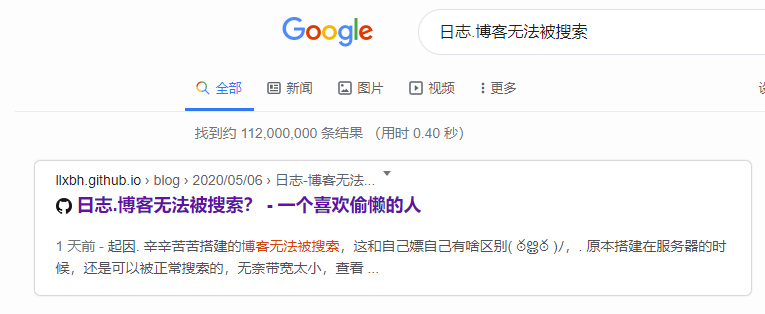 Google
日志.博客无法被搜索
全部 新闻 图片 视频 更多
找到约 112,000,000 条结果 （用时 0.40 秒）
llxbh.github.io › blog › 2020/05/06 › 日志-博客无法...
日志.博客无法被搜索？ - 一个喜欢偷懒的人
1 天前 - 起因. 辛辛苦苦搭建的博客无法被搜索，这和自己嫖自己有啥区别
，. 原本搭建在服务器的时
候，还是可以被正常搜索的，无奈带宽太小，查看 ...